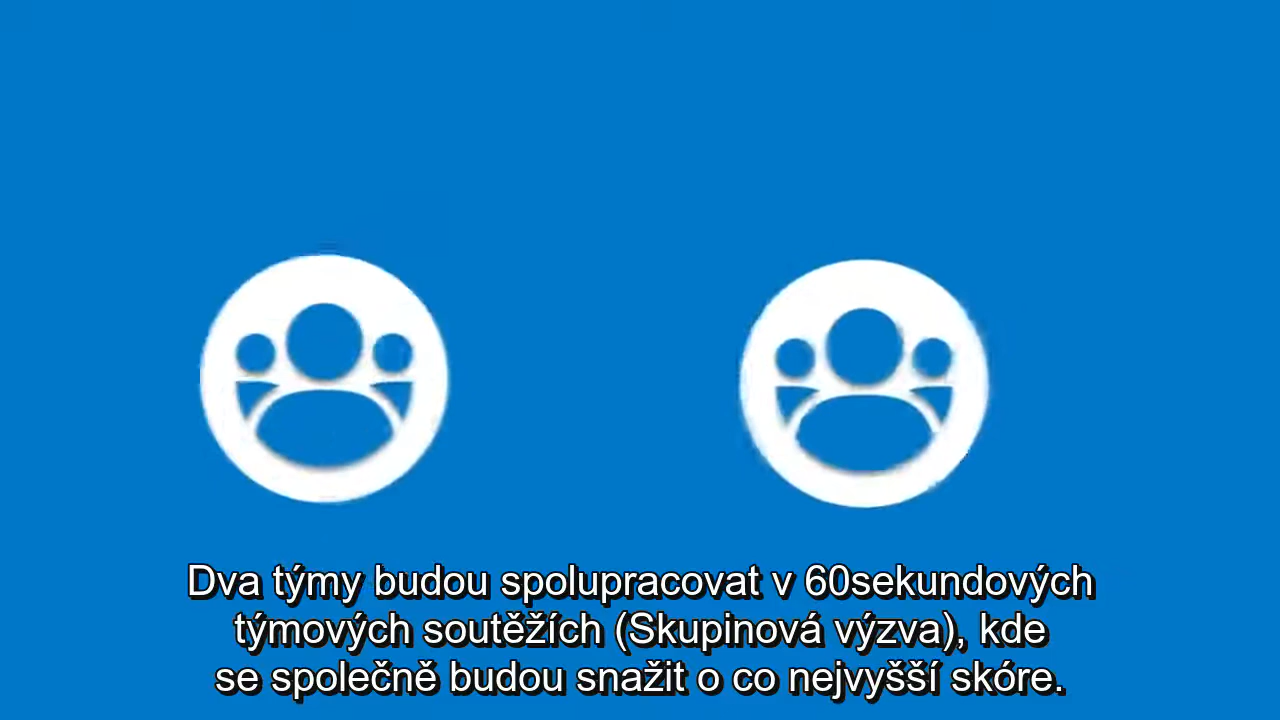 Dva týmy budou spolupracovat v 60sekundových
týmových soutěžích (Skupinová výzva), kde
se společně budou snažit o co nejvyšší skóre.